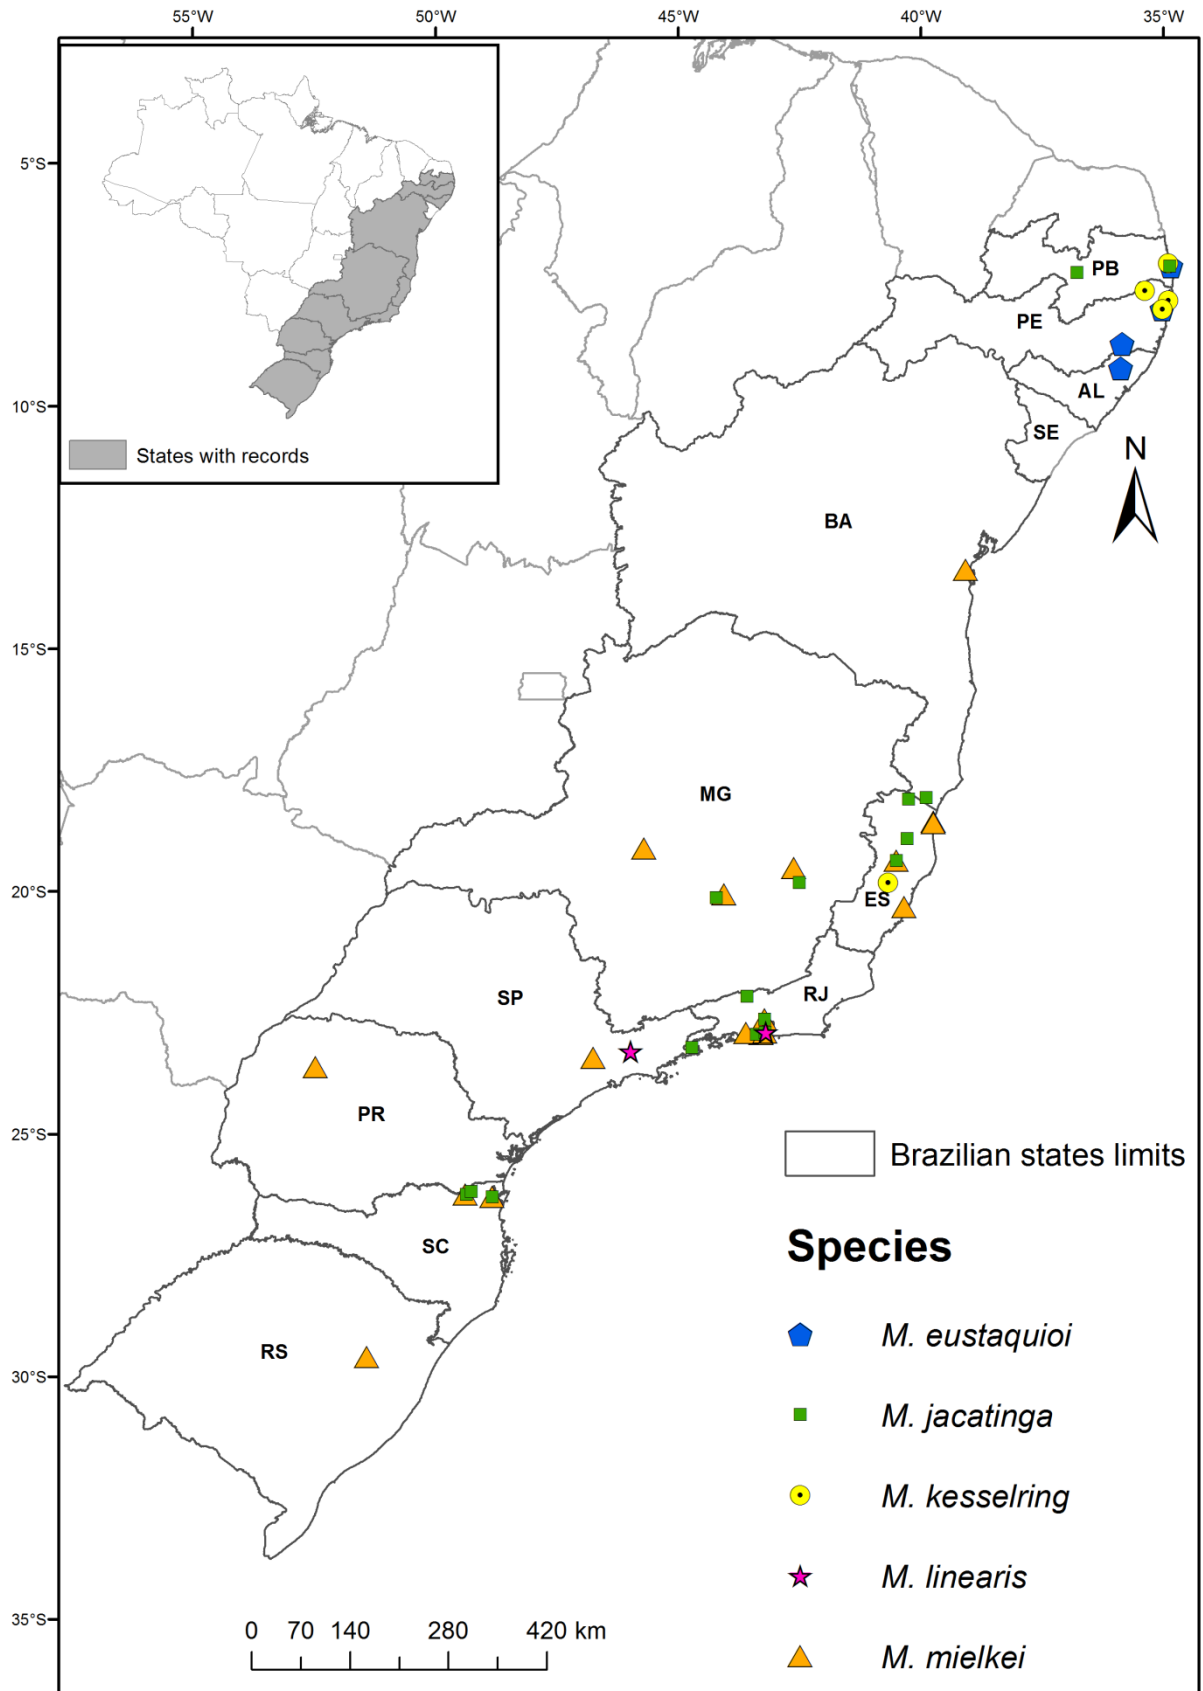 55°W 50°W 45°W 40°W 35°W
5°S
10°S
15°S
20°S
25°S
30°S
35°S
States with records
PB
PE
AL
SE
N
BA
MG
ES
RJ
SP
PR
SC
RS
Brazilian states limits
Species
M. eustaquioi
M. jacatinga
M. kesselring
M. linearis
M. mielkei
0 70 140 280 420 km